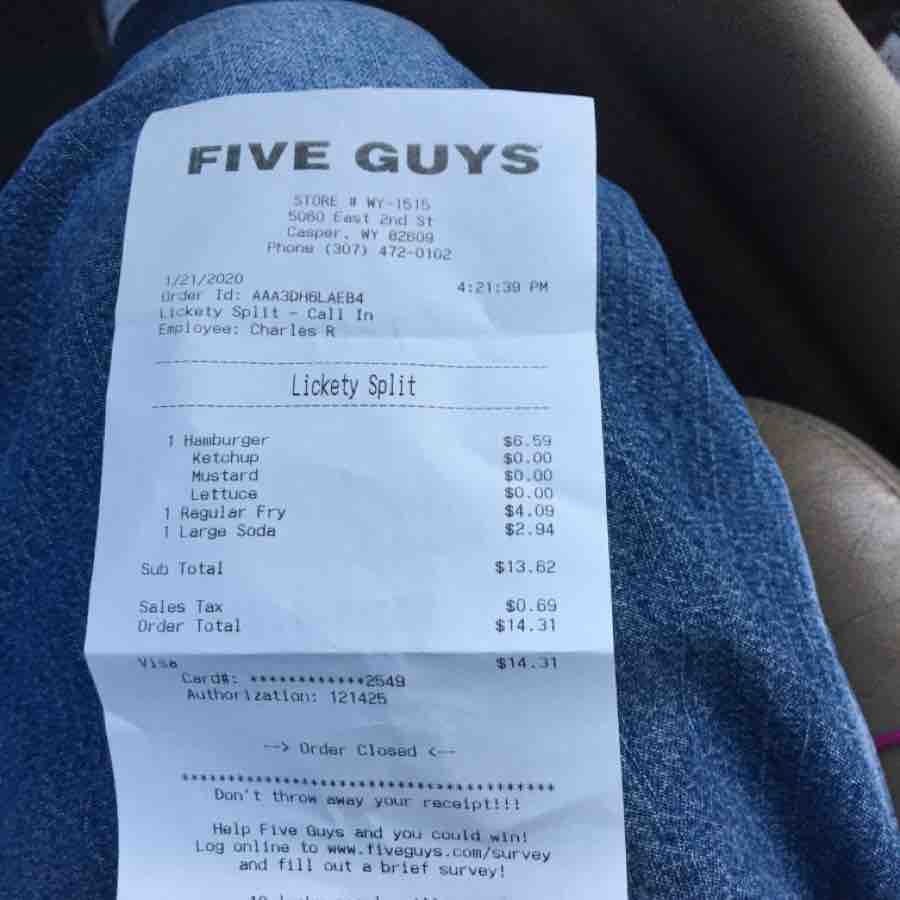 FIVE GUYS
STORE # WY-1515
5060 East 2nd St
Casper, WY 82609
Phone (307) 472-0102
1/21/2020 4:21:39 PM
Order Id: AAA3DH6LAEB4
Lickety Split - Call In
Employee: Charles R
Lickety Split
1 Hamburger $6.59
Ketchup $0.00
Mustard $0.00
Lettuce $0.00
1 Regular Fry $4.09
1 Large Soda $2.94
Sub Total $13.62
Sales Tax $0.69
Order Total $14.31
Visa $14.31
Card#: ************2549
Authorization: 121425
--> Order Closed <--
****************************************
Don't throw away your receipt!!!
Help Five Guys and you could win!
Log online to www.fiveguys.com/survey
and fill out a brief survey!